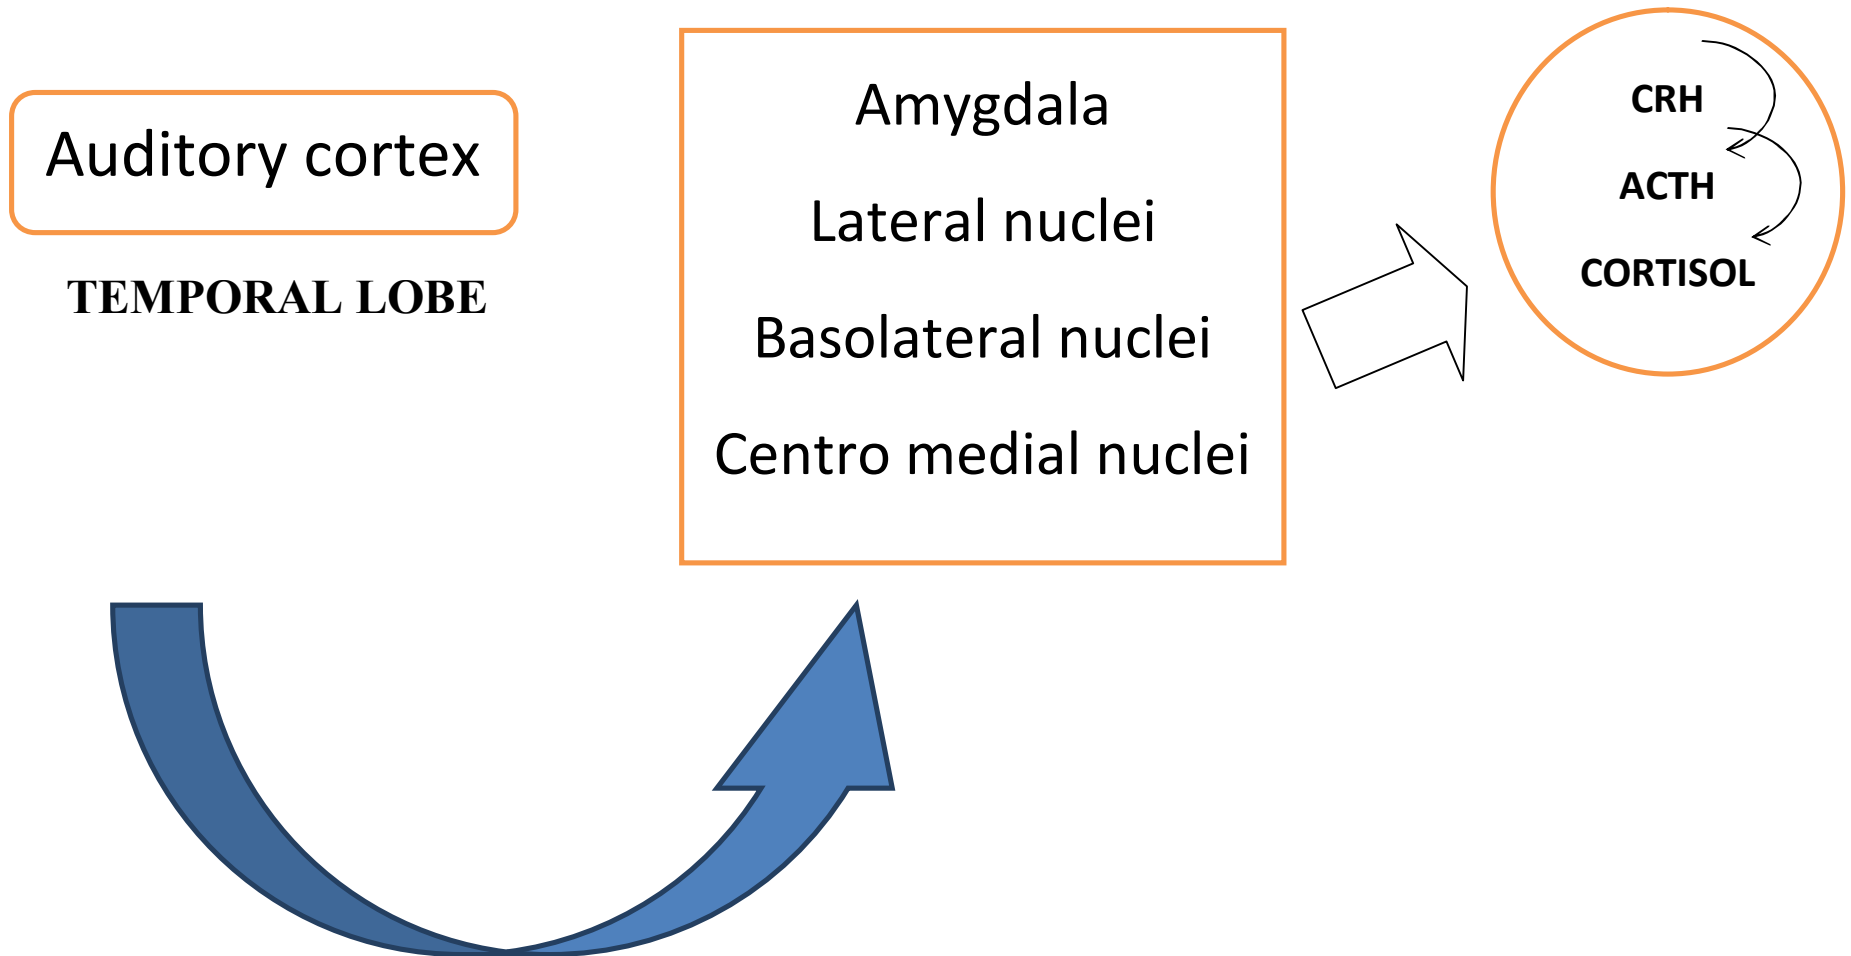 Auditory cortex
TEMPORAL LOBE
Amygdala
Lateral nuclei
Basolateral nuclei
Centro medial nuclei
CRH
ACTH
CORTISOL